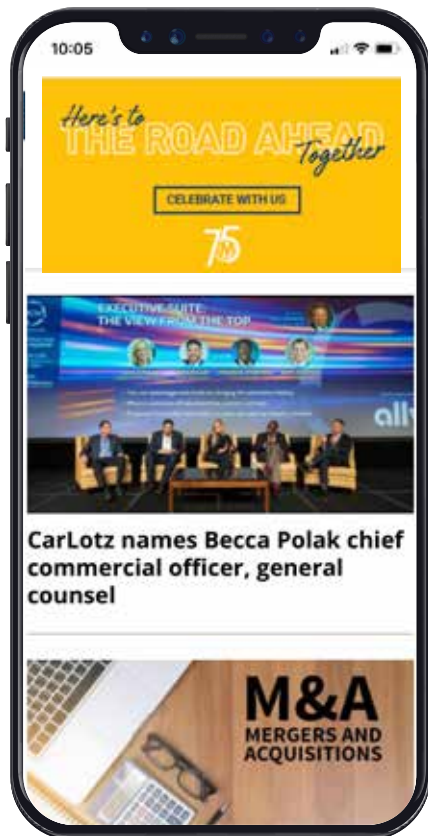 10:05
Here's to
THE ROAD AHEAD
Together
CELEBRATE WITH US
75
EXECUTIVE SUITE:
THE VIEW FROM THE TOP
ally
CarLotz names Becca Polak chief
commercial officer, general
counsel
M&A
MERGERS AND
ACQUISITIONS